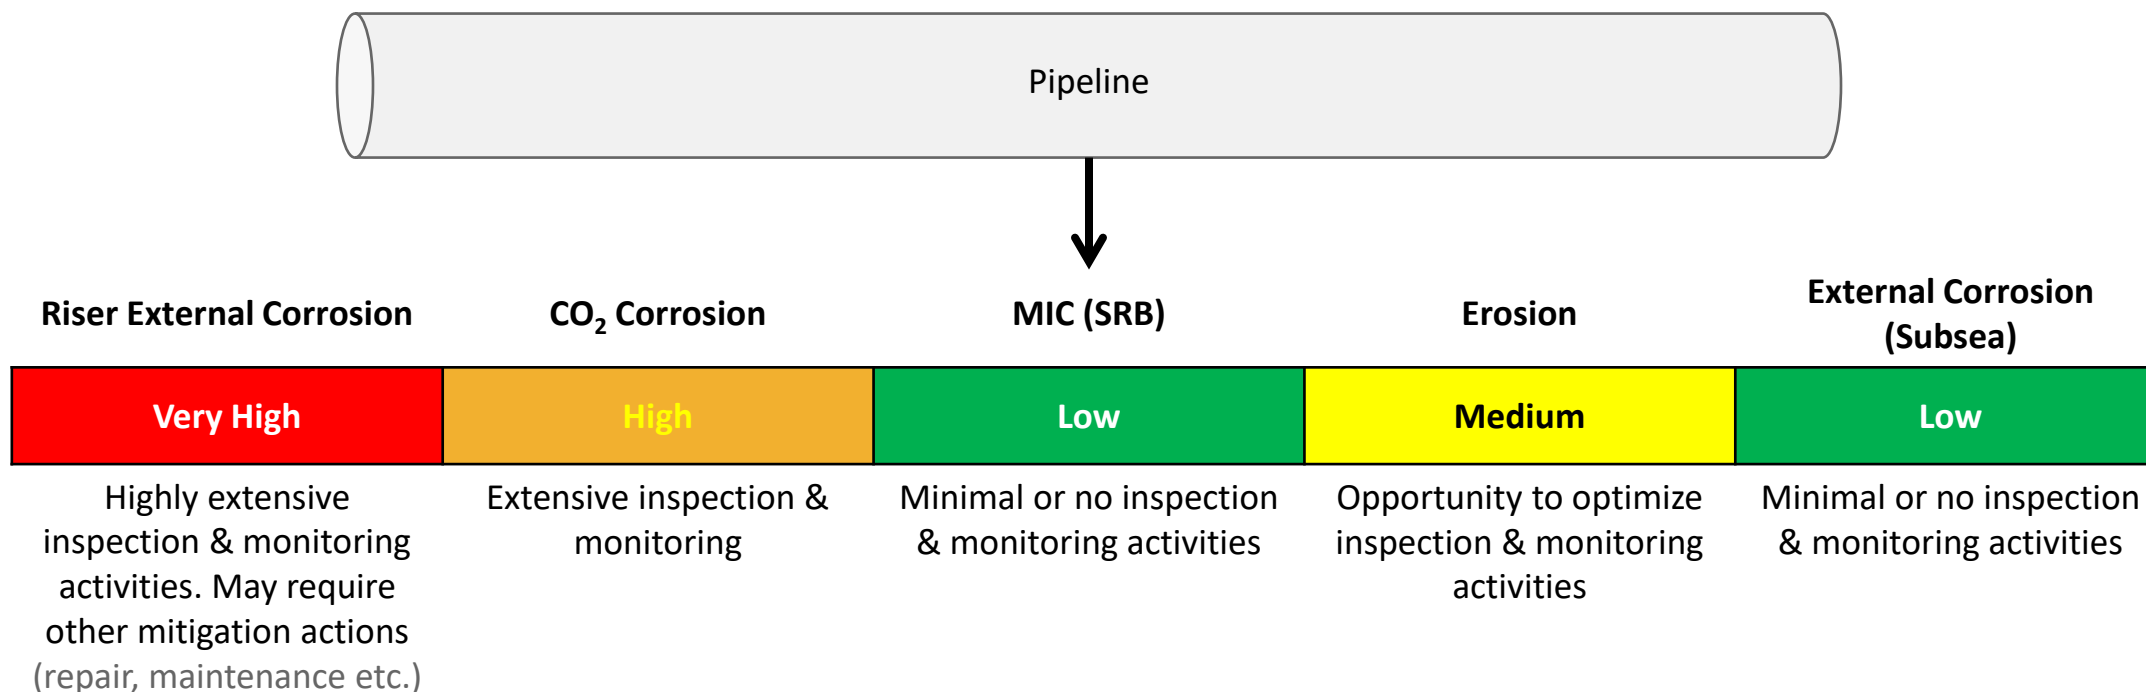 Pipeline
Riser External Corrosion
CO₂ Corrosion
MIC (SRB)
Erosion
External Corrosion
(Subsea)
Very High
High
Low
Medium
Low
Highly extensive
inspection & monitoring
activities. May require
other mitigation actions
(repair, maintenance etc.)
Extensive inspection &
monitoring
Minimal or no inspection
& monitoring activities
Opportunity to optimize
inspection & monitoring
activities
Minimal or no inspection
& monitoring activities